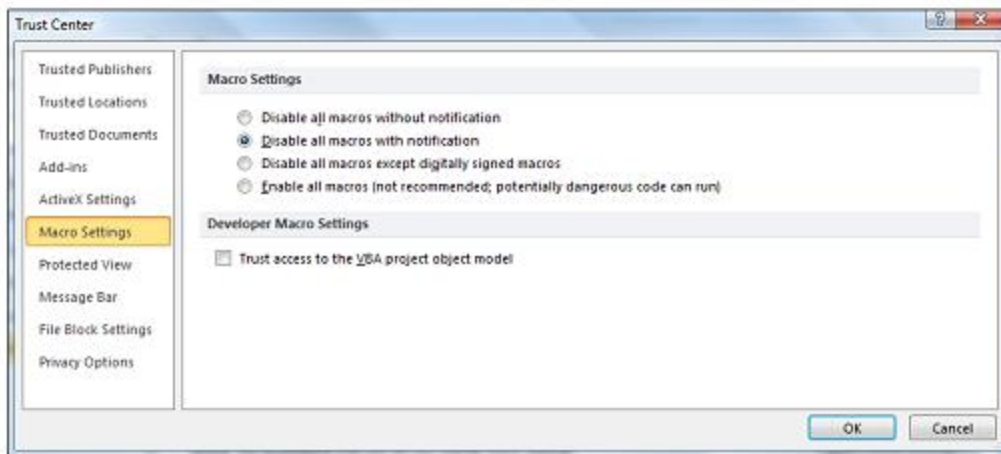 Trust Center
Trusted Publishers
Trusted Locations
Trusted Documents
Add-ins
ActiveX Settings
Macro Settings
Protected View
Message Bar
File Block Settings
Privacy Options
Macro Settings
Disable all macros without notification
Disable all macros with notification
Disable all macros except digitally signed macros
Enable all macros (not recommended; potentially dangerous code can run)
Developer Macro Settings
Trust access to the VBA project object model
OK
Cancel